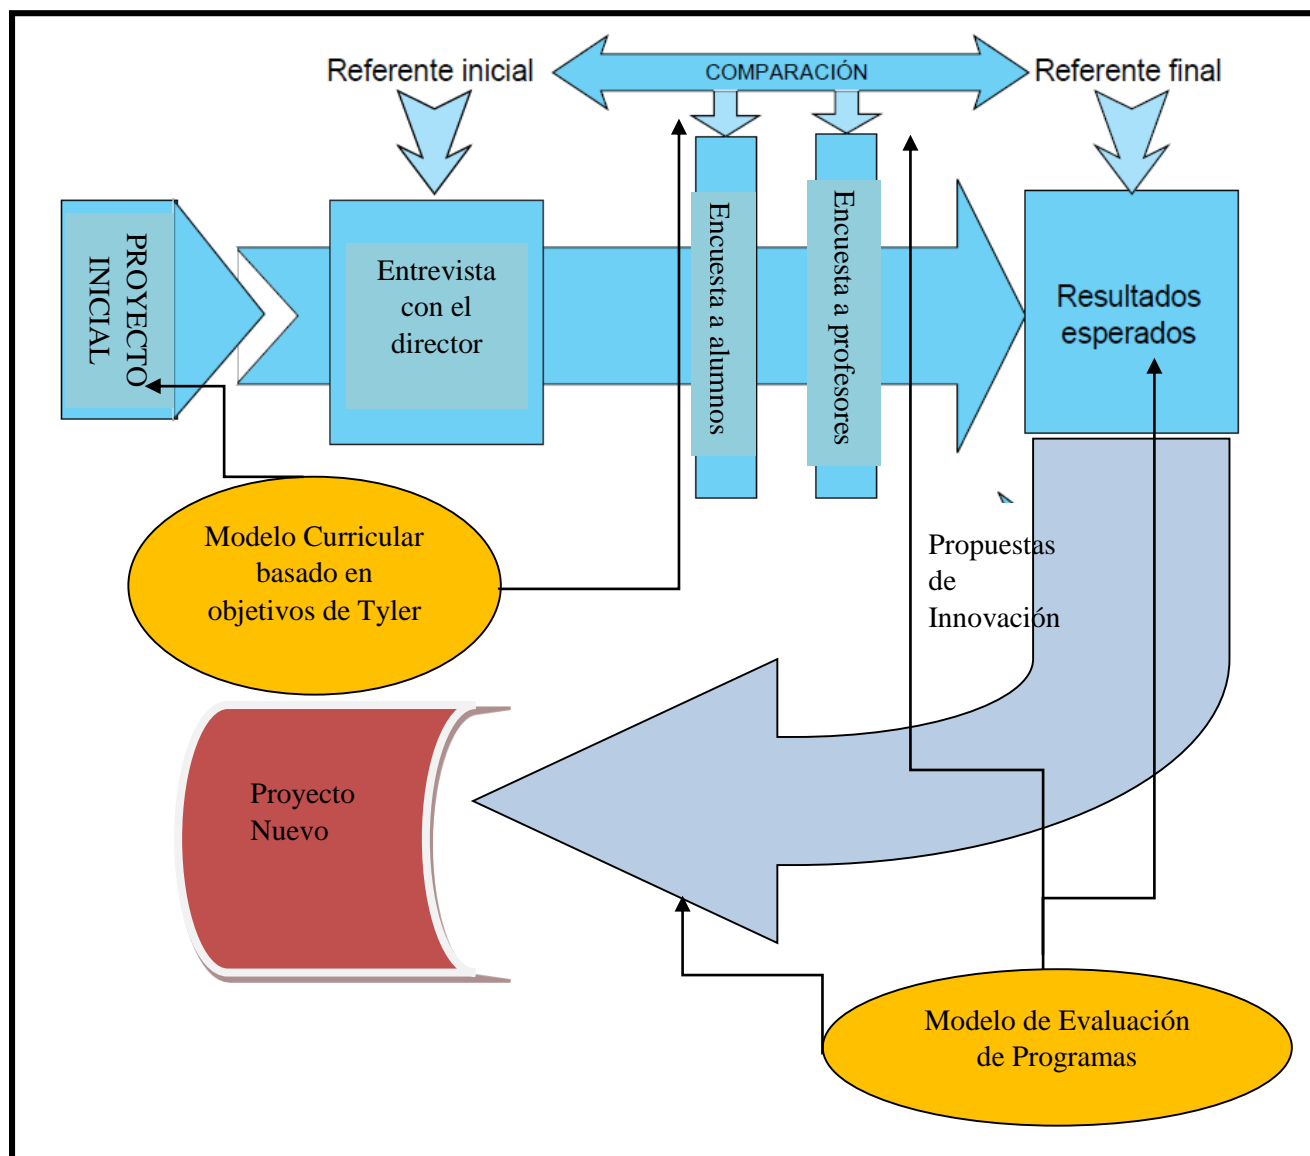 Referente inicial
COMPARACIÓN
Referente final
PROYECTO
INICIAL
Entrevista
con el
director
Encuesta a alumnos
Encuesta a profesores
Resultados
esperados
Modelo Curricular
basado en
objetivos de Tyler
Propuestas
de
Innovación
Proyecto
Nuevo
Modelo de Evaluación
de Programas